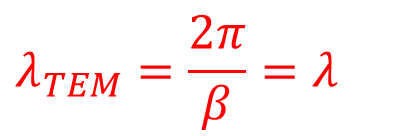 λ_TEM = 2π/β = λ